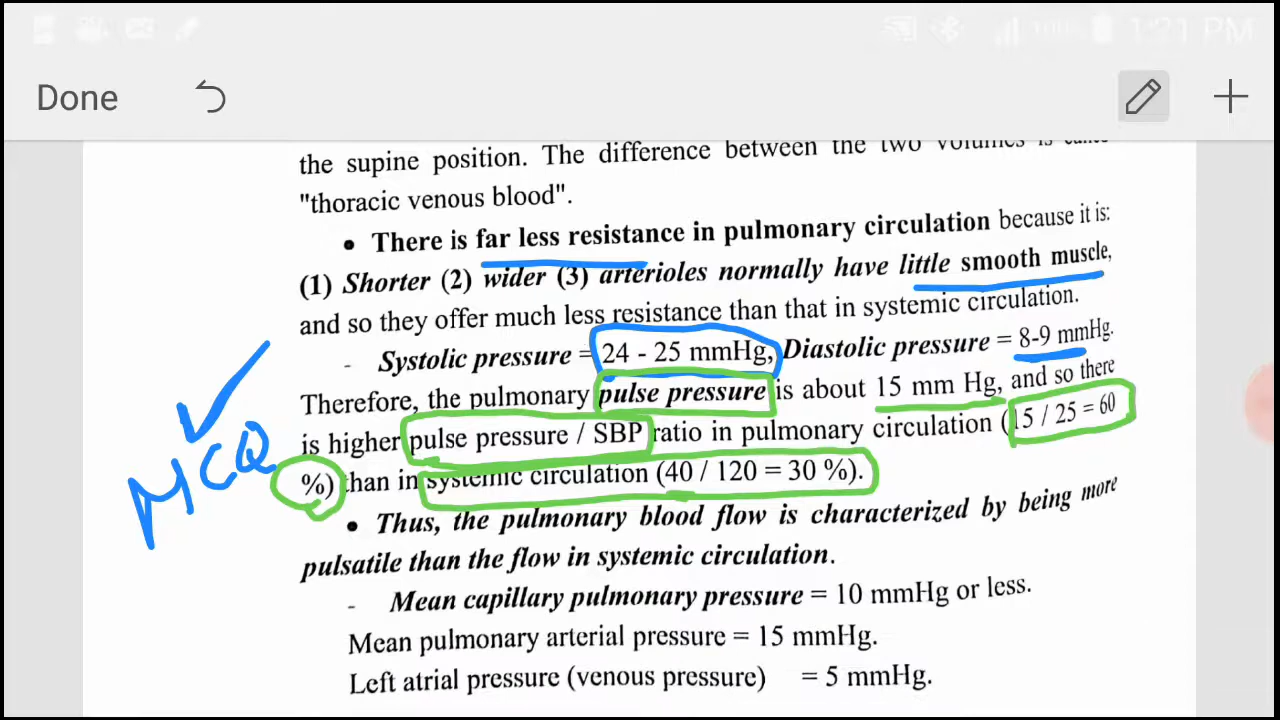 1:21 PM
Done
the supine position. The difference between the two volumes is
"thoracic venous blood".
• There is far less resistance in pulmonary circulation because it is:
(1) Shorter (2) wider (3) arterioles normally have little smooth muscle,
and so they offer much less resistance than that in systemic circulation.
- Systolic pressure = 24 - 25 mmHg, Diastolic pressure = 8-9 mmHg.
Therefore, the pulmonary pulse pressure is about 15 mm Hg, and so there
is higher pulse pressure / SBP ratio in pulmonary circulation (15 / 25 = 60
%) than in systemic circulation (40 / 120 = 30 %).
MCQ
• Thus, the pulmonary blood flow is characterized by being more
pulsatile than the flow in systemic circulation.
- Mean capillary pulmonary pressure = 10 mmHg or less.
Mean pulmonary arterial pressure = 15 mmHg.
Left atrial pressure (venous pressure) = 5 mmHg.